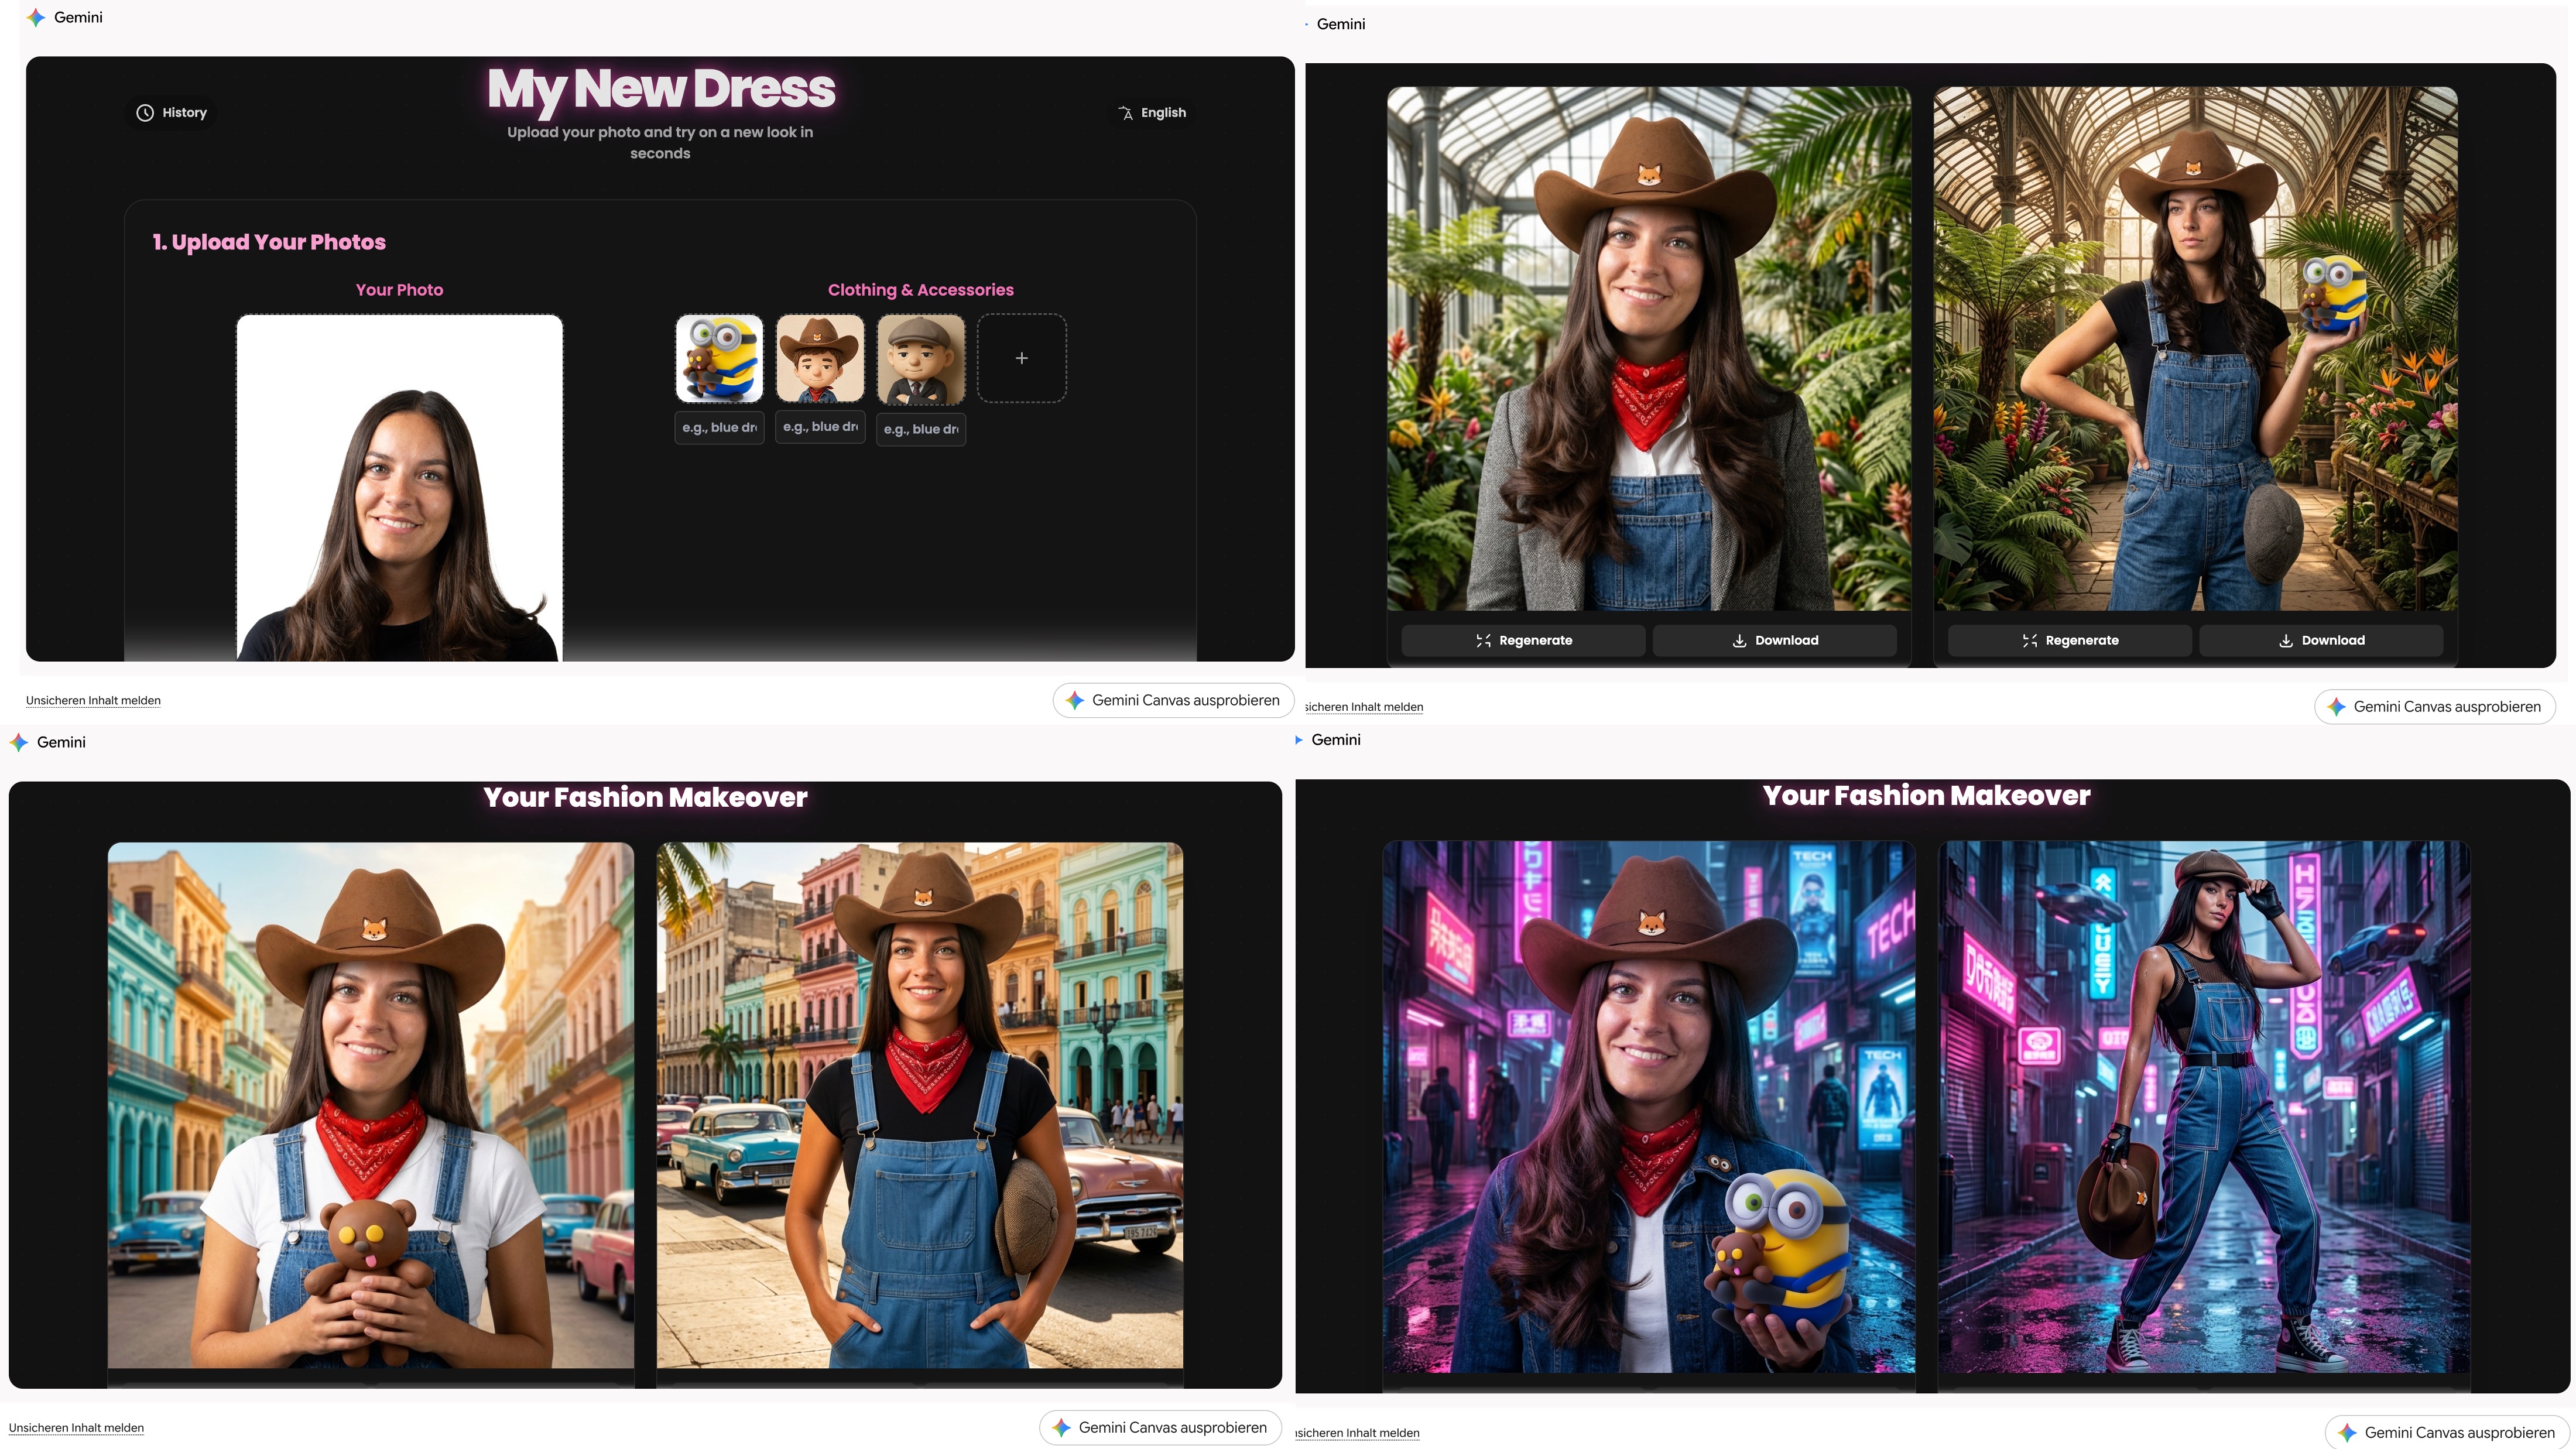 Gemini
My New Dress
History
English
Upload your photo and try on a new look in
seconds
1. Upload Your Photos
Your Photo
Clothing & Accessories
e.g., blue dr
e.g., blue dr
e.g., blue dr
Unsicheren Inhalt melden
Gemini Canvas ausprobieren
Gemini
Regenerate
Download
Regenerate
Download
sicheren Inhalt melden
Gemini Canvas ausprobieren
Gemini
Your Fashion Makeover
Unsicheren Inhalt melden
Gemini Canvas ausprobieren
Gemini
Your Fashion Makeover
TECH
TECH
TECH
sicheren Inhalt melden
Gemini Canvas ausprobieren